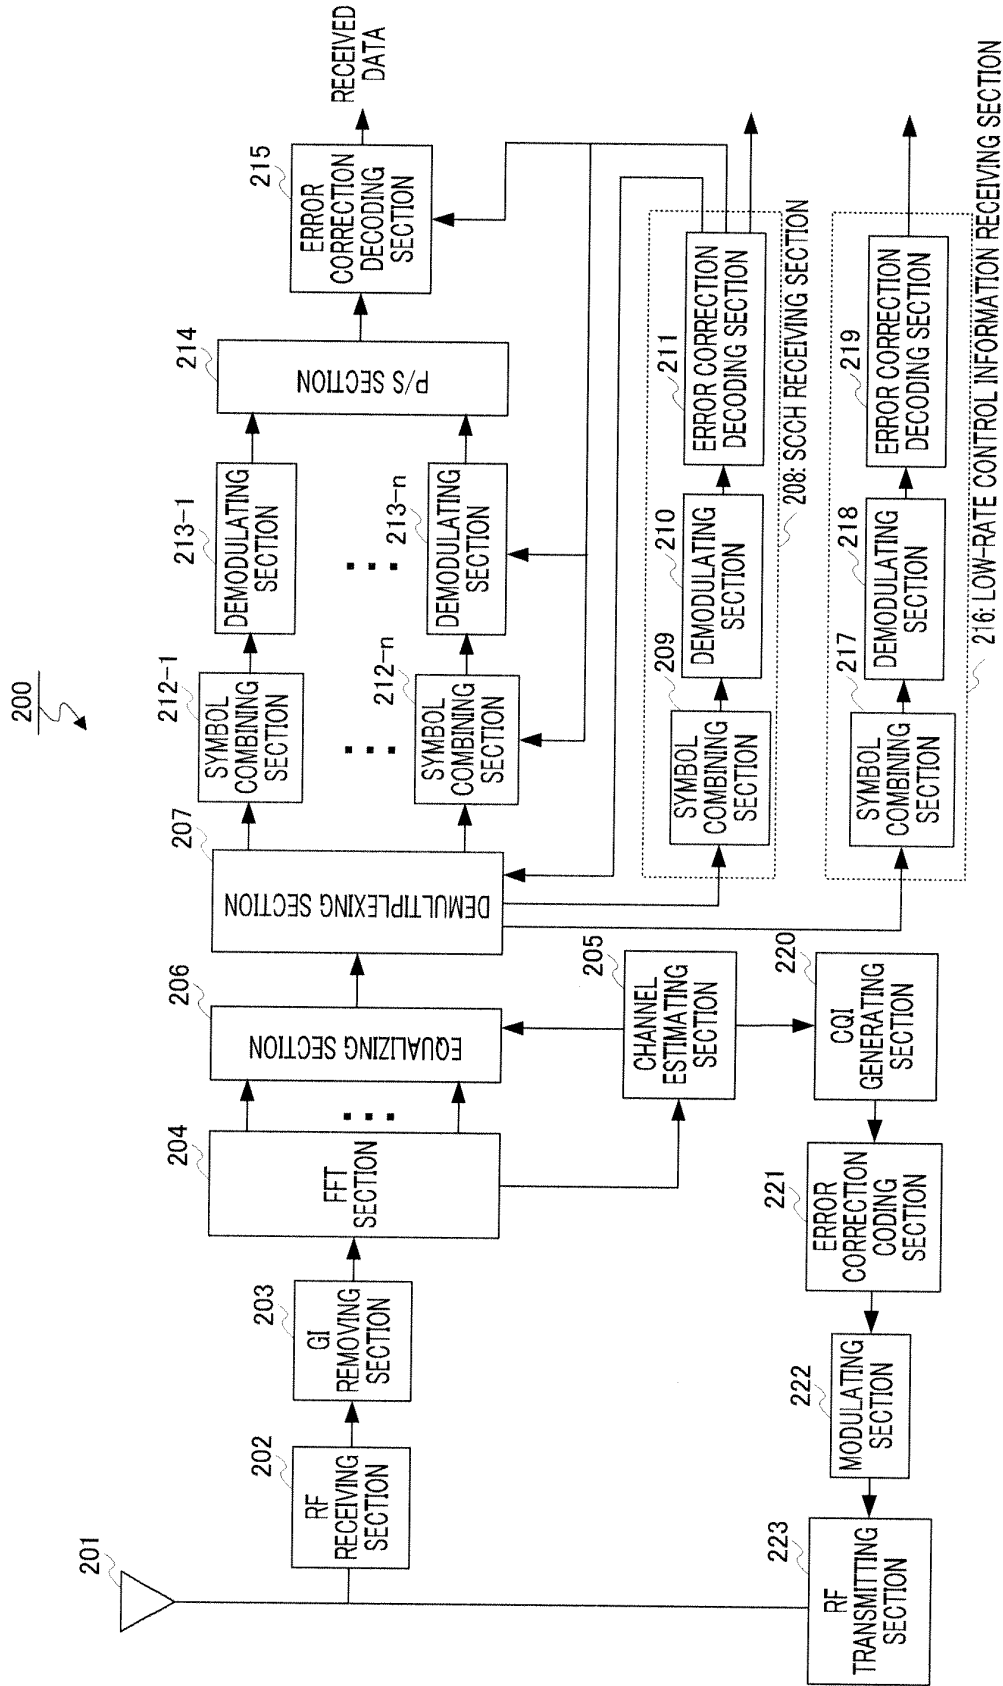 200
201
202
RF
RECEIVING
SECTION
203
GI
REMOVING
SECTION
204
FFT
SECTION
206
EQUALIZING SECTION
207
DEMULTIPLEXING SECTION
212-1
SYMBOL
COMBINING
SECTION
213-1
DEMODULATING
SECTION
212-n
SYMBOL
COMBINING
SECTION
213-n
DEMODULATING
SECTION
214
P/S SECTION
215
ERROR
CORRECTION
DECODING
SECTION
RECEIVED
DATA
205
CHANNEL
ESTIMATING
SECTION
209
SYMBOL
COMBINING
SECTION
210
DEMODULATING
SECTION
211
ERROR CORRECTION
DECODING SECTION
208: SCCH RECEIVING SECTION
217
SYMBOL
COMBINING
SECTION
218
DEMODULATING
SECTION
219
ERROR CORRECTION
DECODING SECTION
216: LOW-RATE CONTROL INFORMATION RECEIVING SECTION
220
CQI
GENERATING
SECTION
221
ERROR
CORRECTION
CODING
SECTION
222
MODULATING
SECTION
223
RF
TRANSMITTING
SECTION